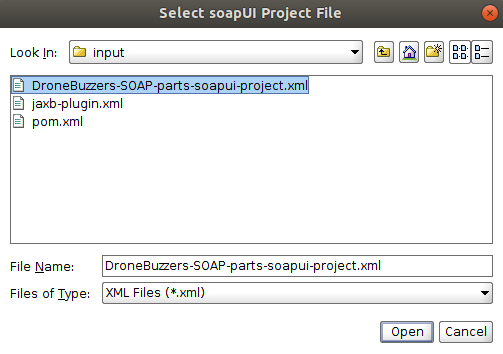 Select soapUI Project File
Look In: input
DroneBuzzers-SOAP-parts-soapui-project.xml
jaxb-plugin.xml
pom.xml
File Name: DroneBuzzers-SOAP-parts-soapui-project.xml
Files of Type: XML Files (*.xml)
Open Cancel